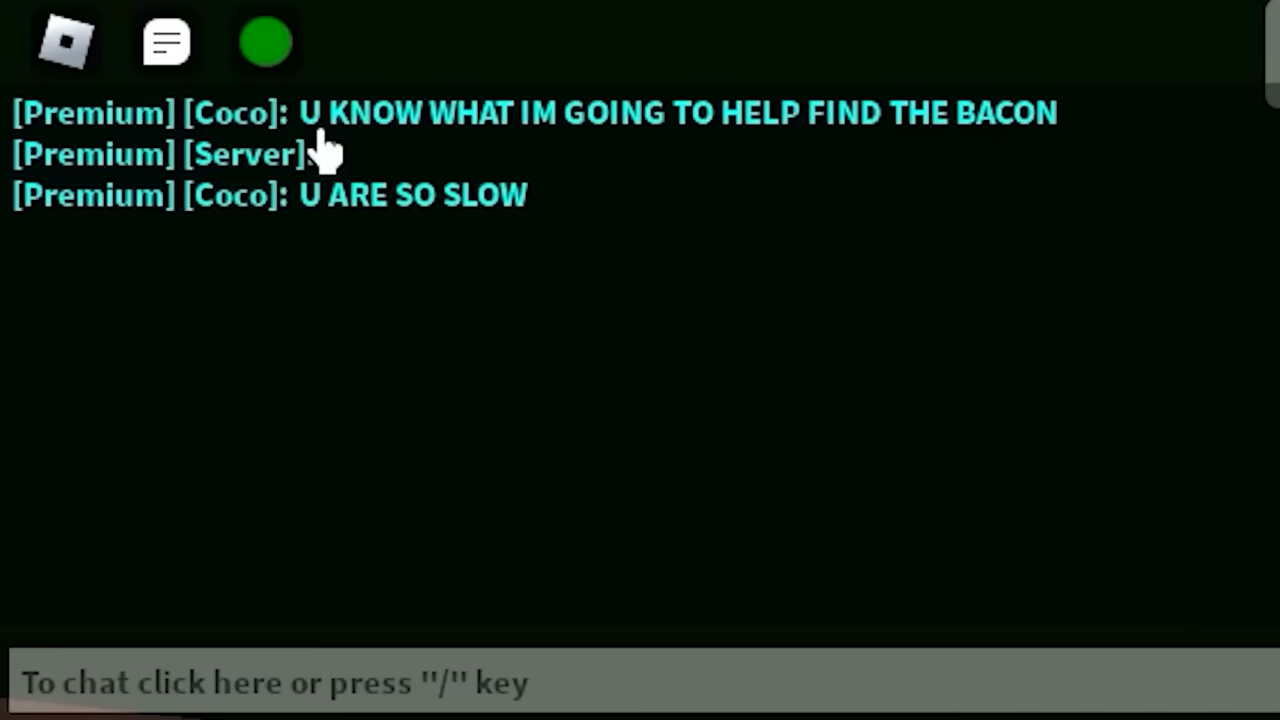 [Premium] [Coco]: U KNOW WHAT IM GOING TO HELP FIND THE BACON
[Premium] [Server]
[Premium] [Coco]: U ARE SO SLOW
To chat click here or press "/" key